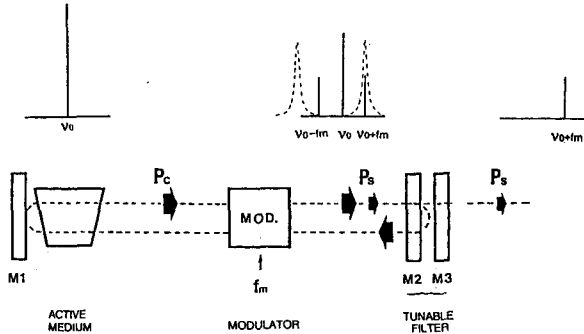 ν₀
ν₀−fm ν₀ ν₀+fm
ν₀+fm
Pc
Ps
Ps
MOD.
M1
fm
M2 M3
ACTIVE
MEDIUM
MODULATOR
TUNABLE
FILTER